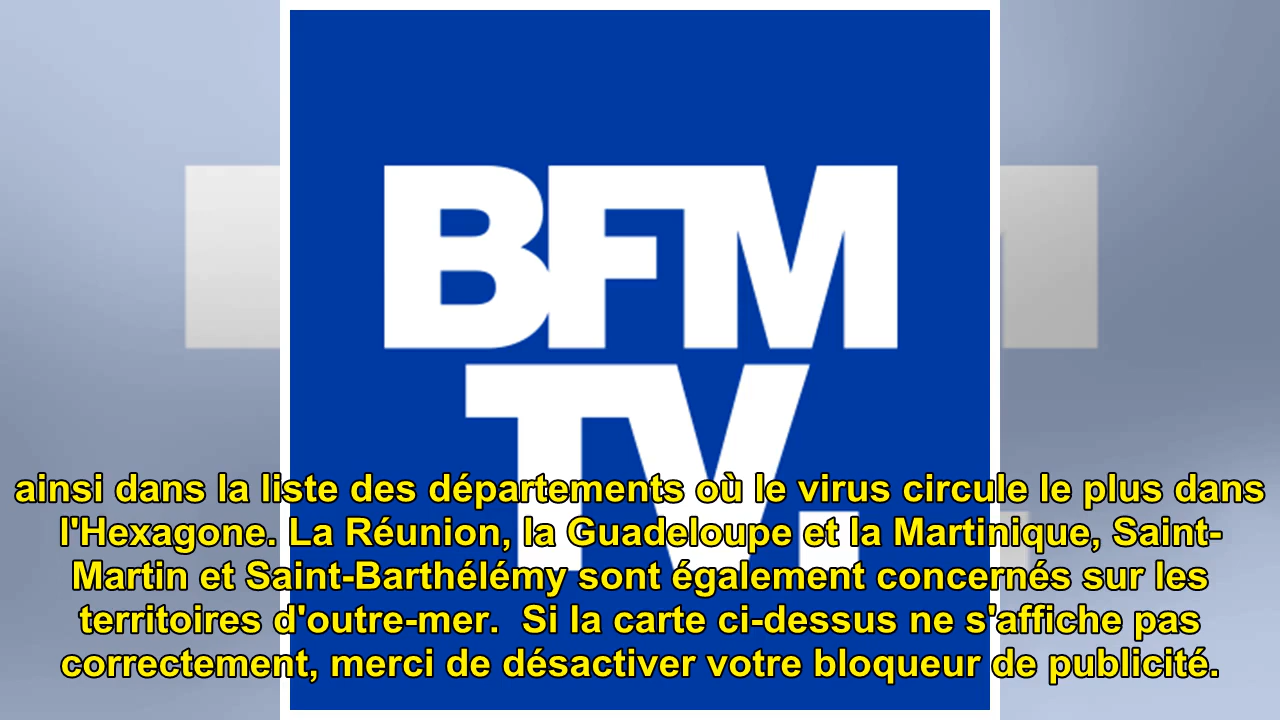 BFM
TV.
ainsi dans la liste des départements où le virus circule le plus dans
l'Hexagone. La Réunion, la Guadeloupe et la Martinique, Saint-
Martin et Saint-Barthélémy sont également concernés sur les
territoires d'outre-mer.  Si la carte ci-dessus ne s'affiche pas
correctement, merci de désactiver votre bloqueur de publicité.